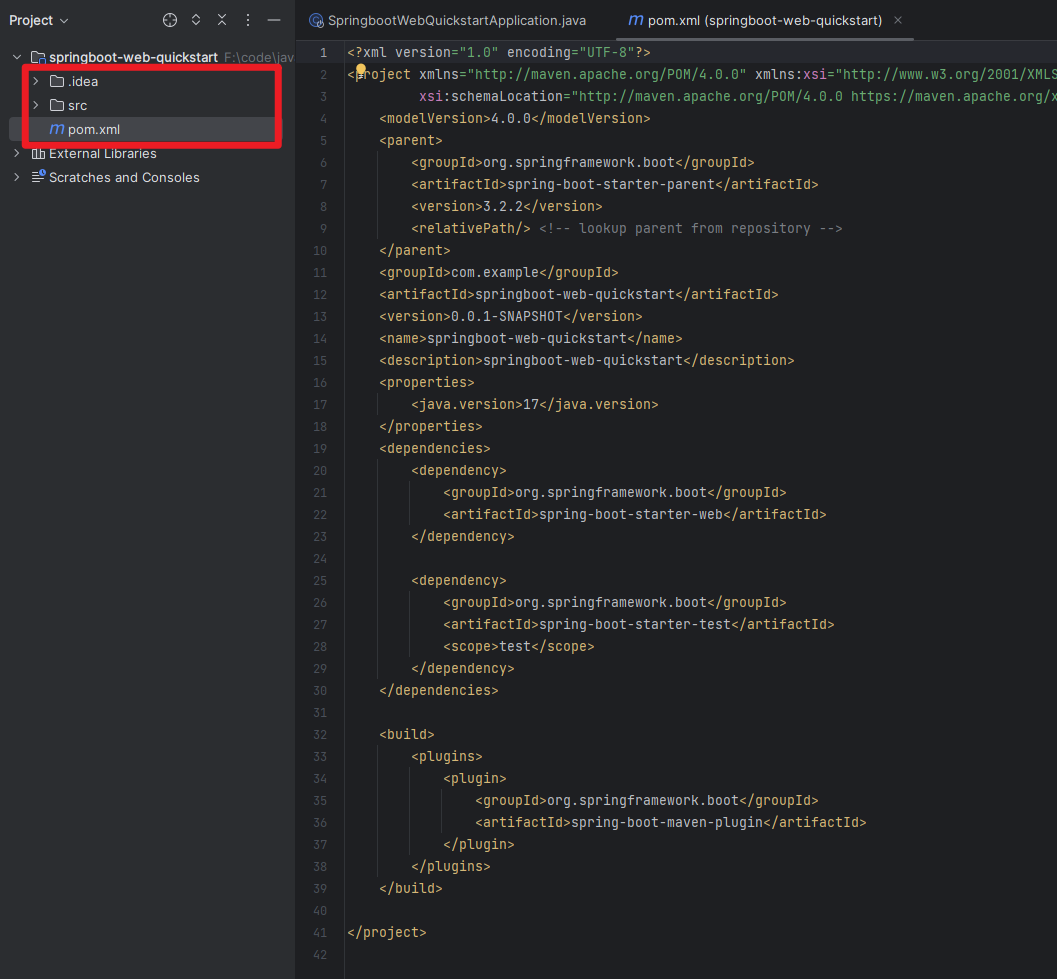 Project
springboot-web-quickstart F:\code\jav
.idea
src
pom.xml
External Libraries
Scratches and Consoles
SpringbootWebQuickstartApplication.java
pom.xml (springboot-web-quickstart)
1 <?xml version="1.0" encoding="UTF-8"?>
2 <project xmlns="http://maven.apache.org/POM/4.0.0" xmlns:xsi="http://www.w3.org/2001/XMLS
3 xsi:schemaLocation="http://maven.apache.org/POM/4.0.0 https://maven.apache.org/x
4 <modelVersion>4.0.0</modelVersion>
5 <parent>
6 <groupId>org.springframework.boot</groupId>
7 <artifactId>spring-boot-starter-parent</artifactId>
8 <version>3.2.2</version>
9 <relativePath/> <!-- lookup parent from repository -->
10 </parent>
11 <groupId>com.example</groupId>
12 <artifactId>springboot-web-quickstart</artifactId>
13 <version>0.0.1-SNAPSHOT</version>
14 <name>springboot-web-quickstart</name>
15 <description>springboot-web-quickstart</description>
16 <properties>
17 <java.version>17</java.version>
18 </properties>
19 <dependencies>
20 <dependency>
21 <groupId>org.springframework.boot</groupId>
22 <artifactId>spring-boot-starter-web</artifactId>
23 </dependency>
24
25 <dependency>
26 <groupId>org.springframework.boot</groupId>
27 <artifactId>spring-boot-starter-test</artifactId>
28 <scope>test</scope>
29 </dependency>
30 </dependencies>
31
32 <build>
33 <plugins>
34 <plugin>
35 <groupId>org.springframework.boot</groupId>
36 <artifactId>spring-boot-maven-plugin</artifactId>
37 </plugin>
38 </plugins>
39 </build>
40
41 </project>
42